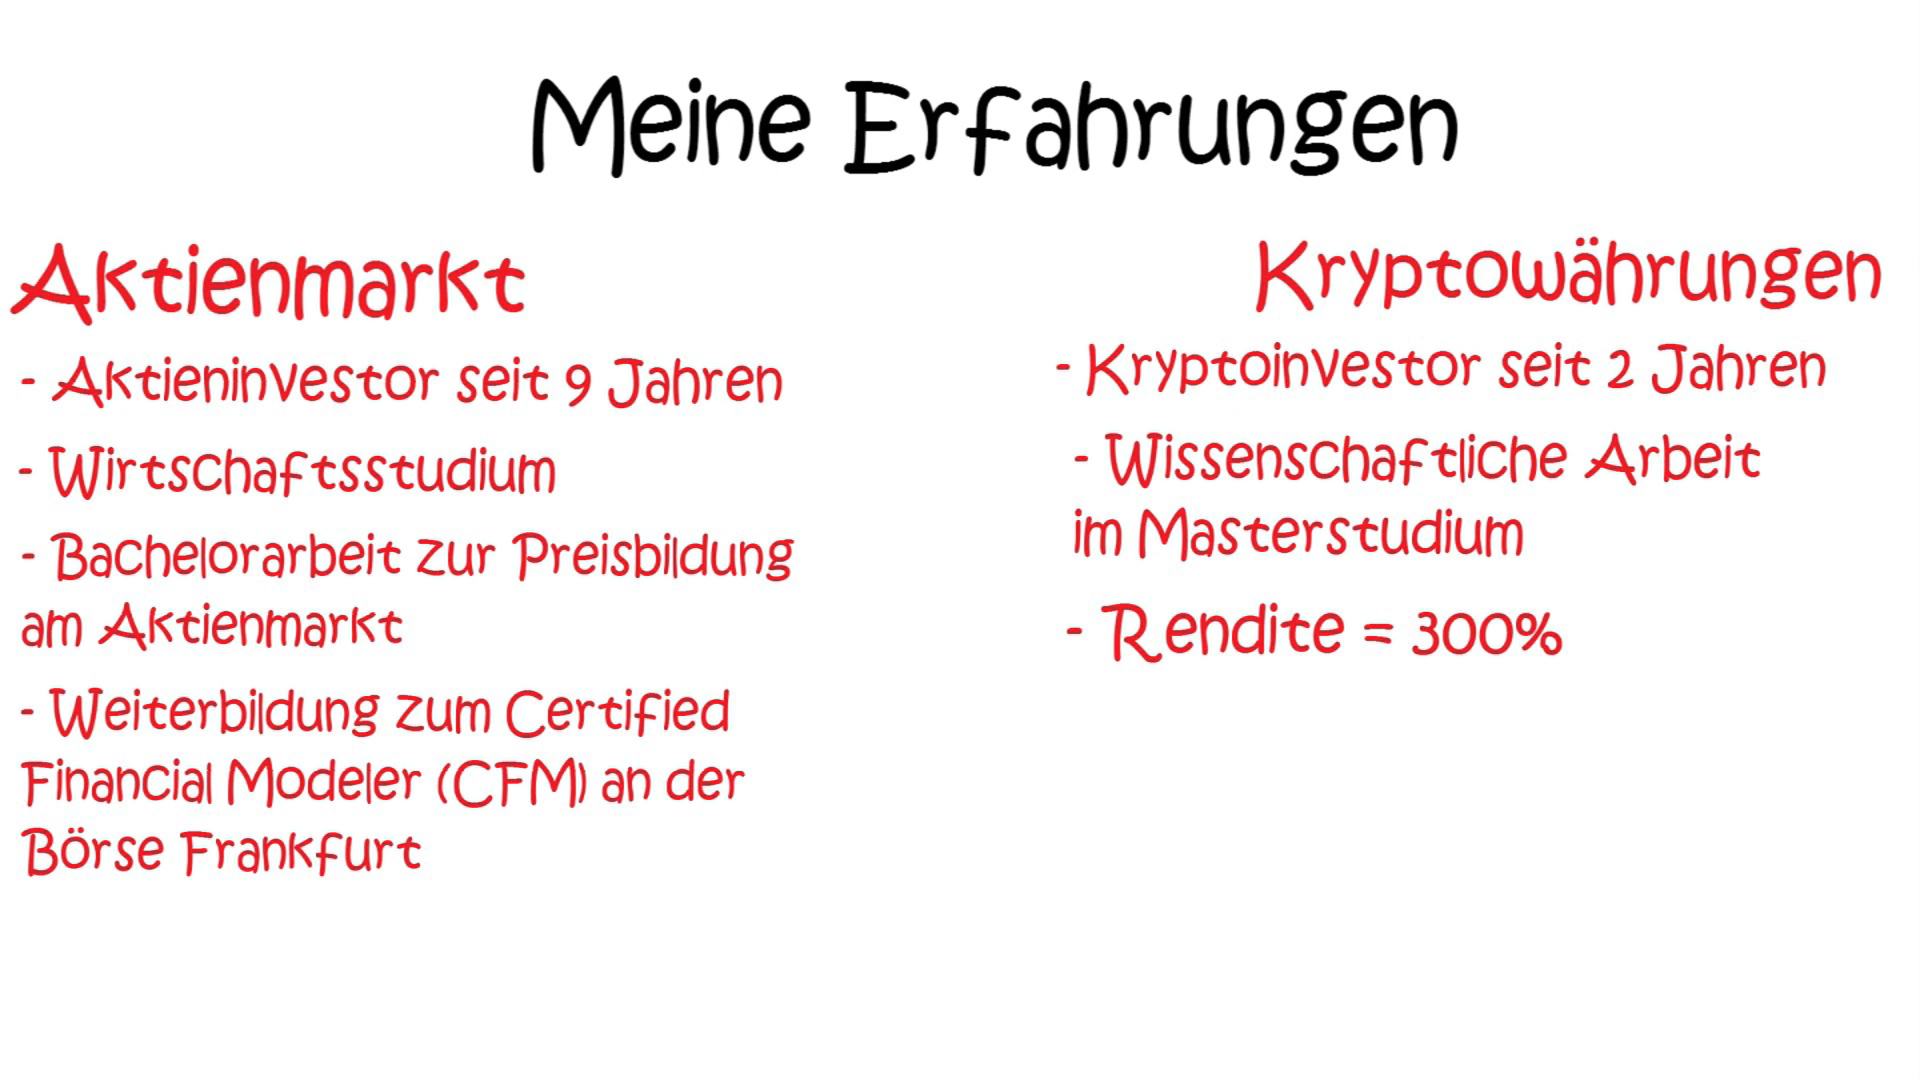 Meine Erfahrungen
Aktienmarkt
- Aktieninvestor seit 9 Jahren
- Wirtschaftsstudium
- Bachelorarbeit zur Preisbildung
am Aktienmarkt
- Weiterbildung zum Certified
Financial Modeler (CFM) an der
Börse Frankfurt
Kryptowährungen
- Kryptoinvestor seit 2 Jahren
- Wissenschaftliche Arbeit
im Masterstudium
- Rendite = 300%